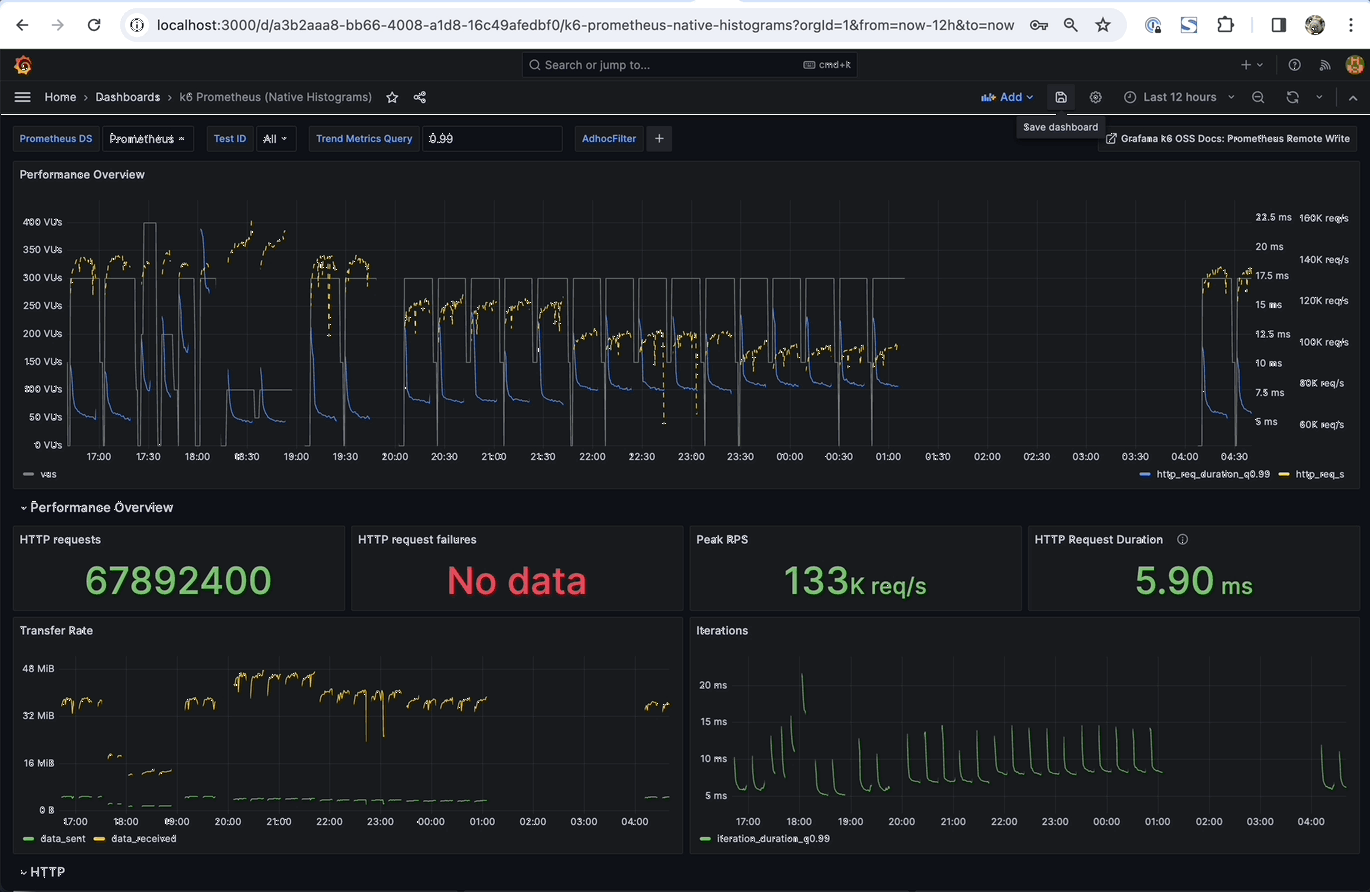 localhost:3000/d/a3b2aaa8-bb66-4008-a1d8-16c49afedbf0/k6-prometheus-native-histograms?orgId=1&from=now-12h&to=now
Search or jump to... cmd+k
Home › Dashboards › k6 Prometheus (Native Histograms) Add Last 12 hours
Save dashboard
Prometheus DS Prometheus Test ID All Trend Metrics Query 0.99 AdhocFilter + Grafana k6 OSS Docs: Prometheus Remote Write
Performance Overview
400 VUs
350 VUs
300 VUs
250 VUs
200 VUs
150 VUs
50 VUs
0 VUs
22.5 ms
20 ms
17.5 ms
15 ms
12.5 ms
10 ms
7.5 ms
5 ms
160K req/s
140K req/s
120K req/s
100K req/s
80K req/s
60K req/s
17:00 17:30 18:00 18:30 19:00 19:30 20:00 20:30 21:00 21:30 22:00 22:30 23:00 23:30 00:00 00:30 01:00 01:30 02:00 02:30 03:00 03:30 04:00 04:30
vus http_req_duration_q0.99 http_req_s
Performance Overview
HTTP requests
67892400
HTTP request failures
No data
Peak RPS
133K req/s
HTTP Request Duration
5.90 ms
Transfer Rate
48 MiB
32 MiB
16 MiB
0 B
17:00 18:00 19:00 20:00 21:00 22:00 23:00 00:00 01:00 02:00 03:00 04:00
data_sent data_received
Iterations
20 ms
15 ms
10 ms
5 ms
17:00 18:00 19:00 20:00 21:00 22:00 23:00 00:00 01:00 02:00 03:00 04:00
iteration_duration_q0.99
HTTP